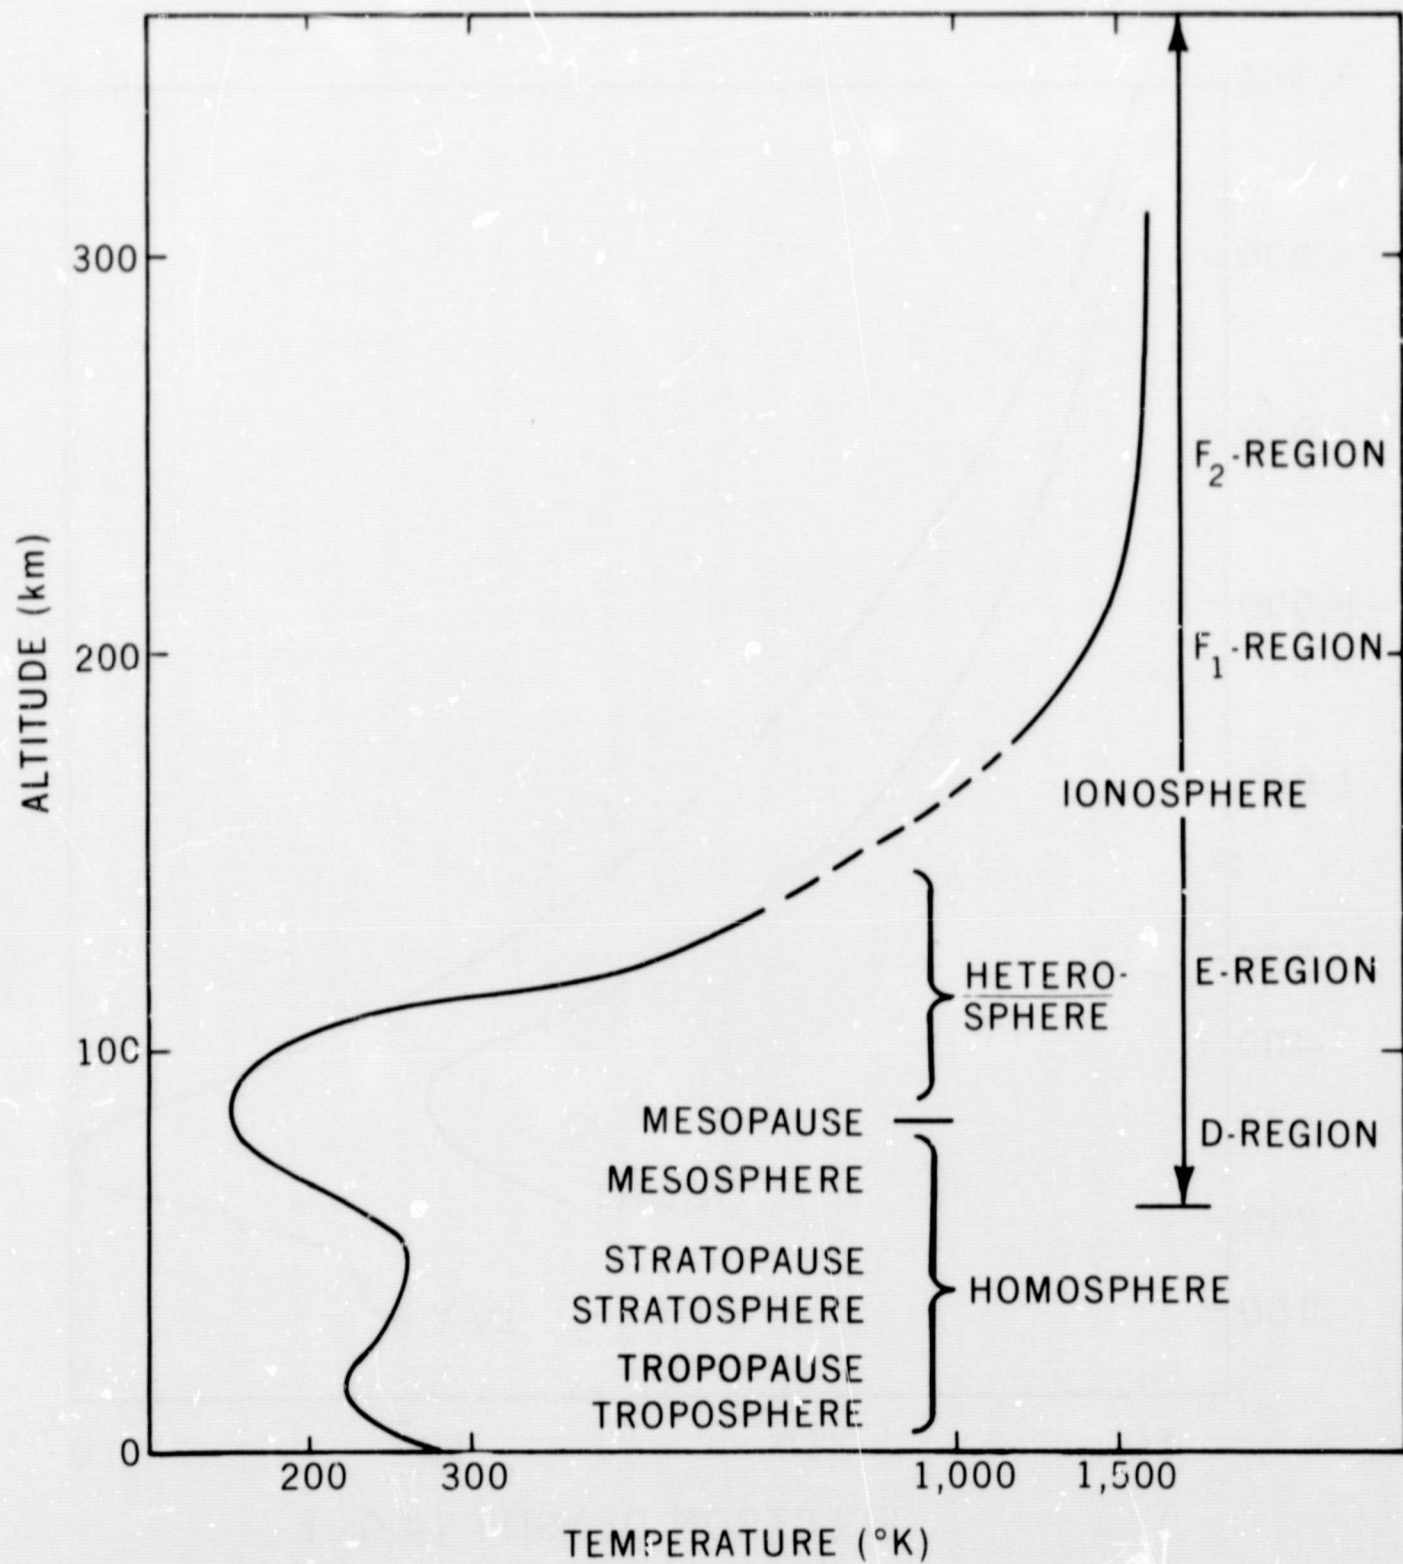 300
F2-REGION
ALTITUDE (km)
200
F1-REGION
IONOSPHERE
HETERO-
SPHERE
E-REGION
100
MESOPAUSE
D-REGION
MESOSPHERE
STRATOPAUSE
HOMOSPHERE
STRATOSPHERE
TROPOPAUSE
TROPOSPHERE
0
200 300 1,000 1,500
TEMPERATURE (°K)